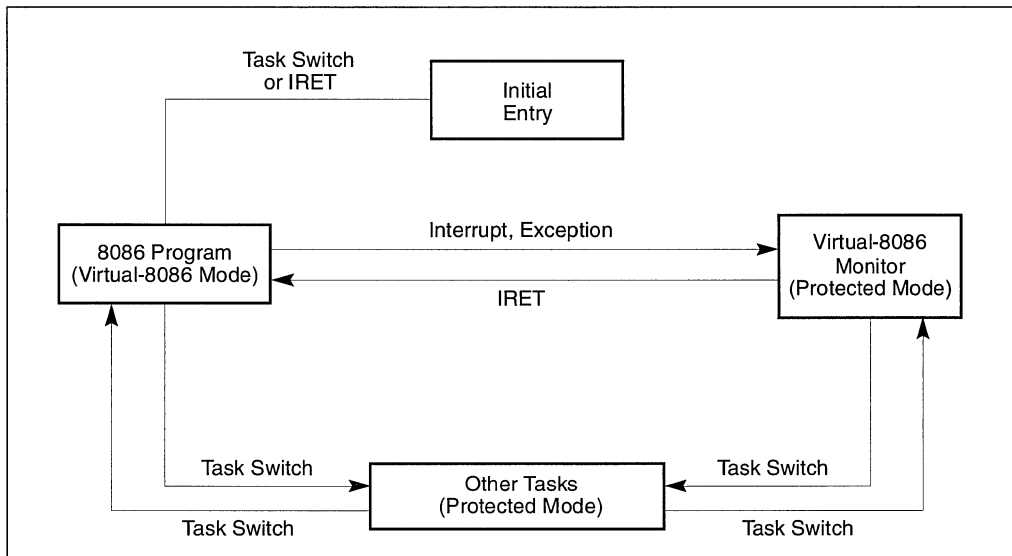 Task Switch
or IRET
Initial
Entry
8086 Program
(Virtual-8086 Mode)
Interrupt, Exception
IRET
Virtual-8086
Monitor
(Protected Mode)
Task Switch
Other Tasks
(Protected Mode)
Task Switch
Task Switch
Task Switch